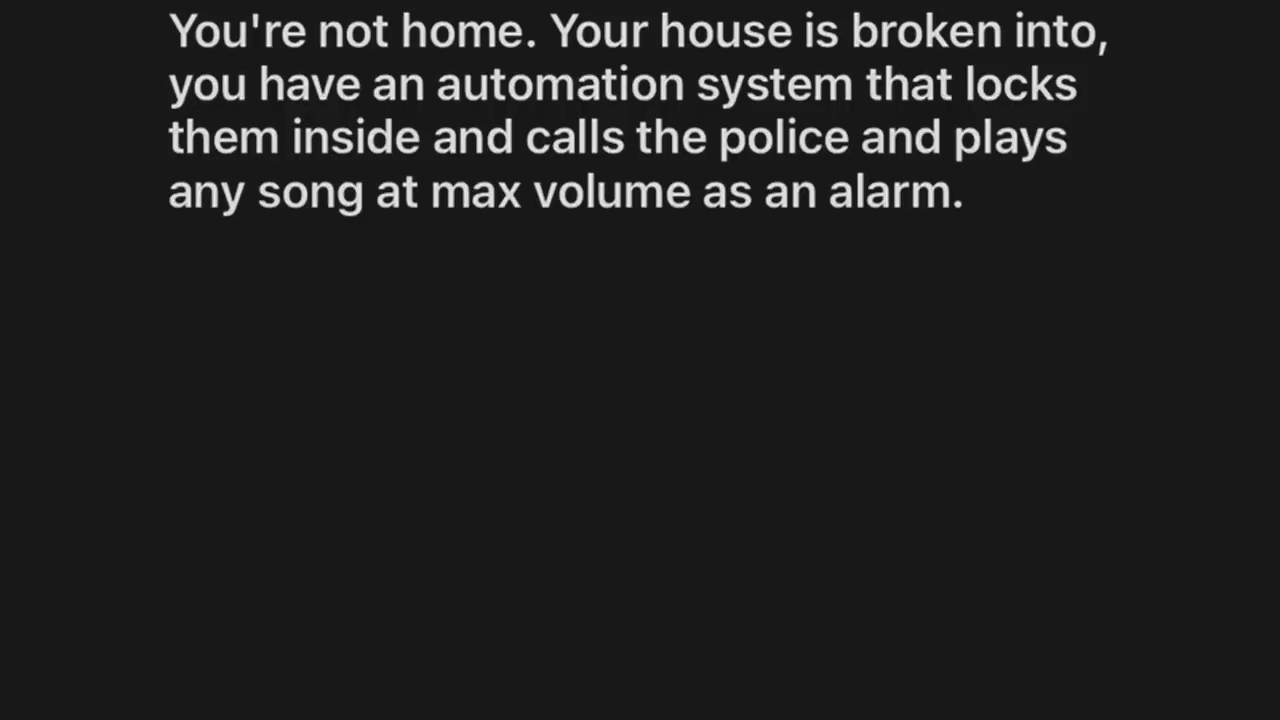 You're not home. Your house is broken into,
you have an automation system that locks
them inside and calls the police and plays
any song at max volume as an alarm.